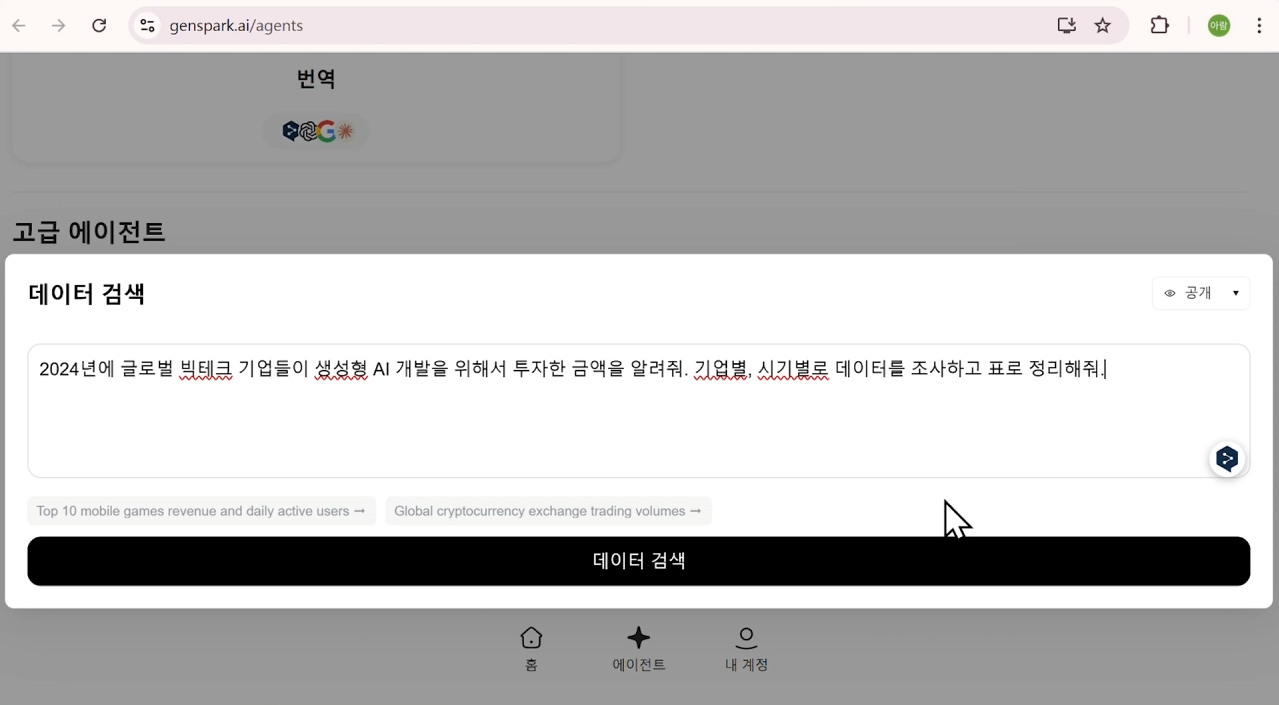 genspark.ai/agents
아람
번역
고급 에이전트
데이터 검색
공개
2024년에 글로벌 빅테크 기업들이 생성형 AI 개발을 위해서 투자한 금액을 알려줘. 기업별, 시기별로 데이터를 조사하고 표로 정리해줘.
Top 10 mobile games revenue and daily active users →
Global cryptocurrency exchange trading volumes →
데이터 검색
홈
에이전트
내 계정